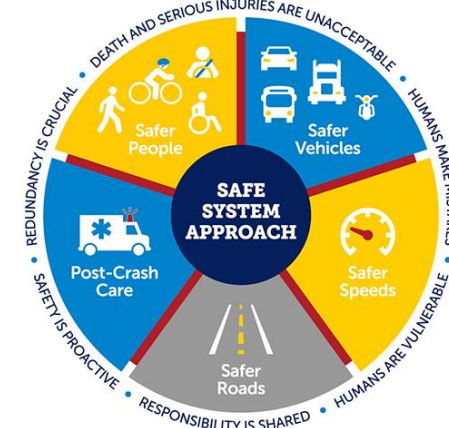 DEATH AND SERIOUS INJURIES ARE UNACCEPTABLE
HUMANS MAKE
HUMANS ARE VULNERABLE
RESPONSIBILITY IS SHARED
SAFETY IS PROACTIVE
REDUNDANCY IS CRUCIAL
Safer
People
Safer
Vehicles
SAFE
SYSTEM
APPROACH
Post-Crash
Care
Safer
Speeds
Safer
Roads